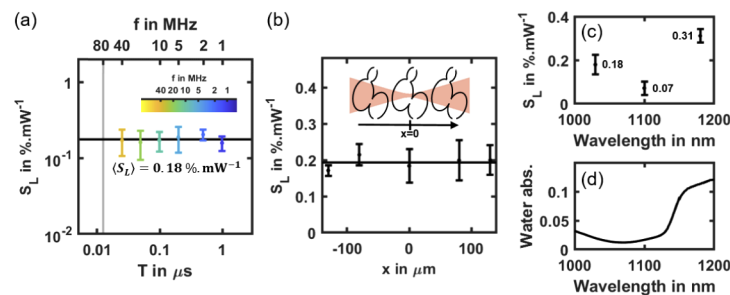 (a)
f in MHz
80 40 10 5 2 1
1
10⁻¹
10⁻²
S_L in %.mW⁻¹
f in MHz
40 20 10 5 2 1
⟨S_L⟩ = 0.18 %.mW⁻¹
0.01 0.1 1
T in μs
(b)
0.4
0.3
0.2
0.1
0
S_L in %.mW⁻¹
x=0
-100 0 100
x in μm
(c)
0.4
0.2
0
S_L in %.mW⁻¹
0.18
0.07
0.31
1000 1100 1200
Wavelength in nm
(d)
0.1
0.05
0
Water abs.
1000 1100 1200
Wavelength in nm